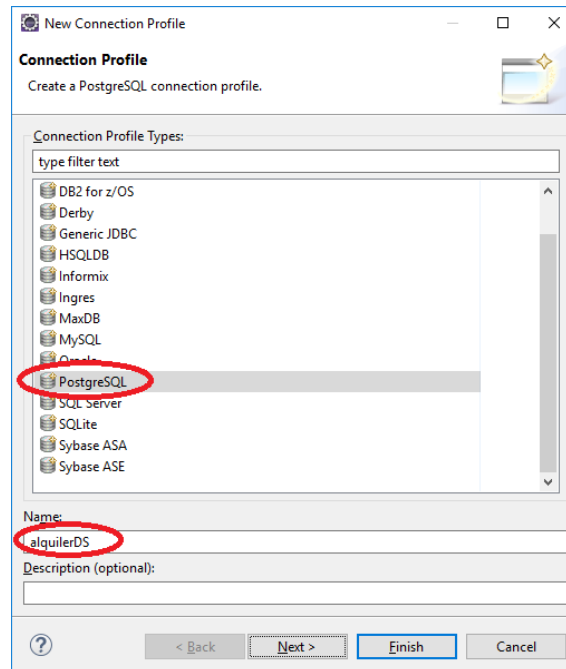 New Connection Profile
Connection Profile
Create a PostgreSQL connection profile.
Connection Profile Types:
type filter text
DB2 for z/OS
Derby
Generic JDBC
HSQLDB
Informix
Ingres
MaxDB
MySQL
Oracle
PostgreSQL
SQL Server
SQLite
Sybase ASA
Sybase ASE
Name:
alquilerDS
Description (optional):
? < Back Next > Finish Cancel